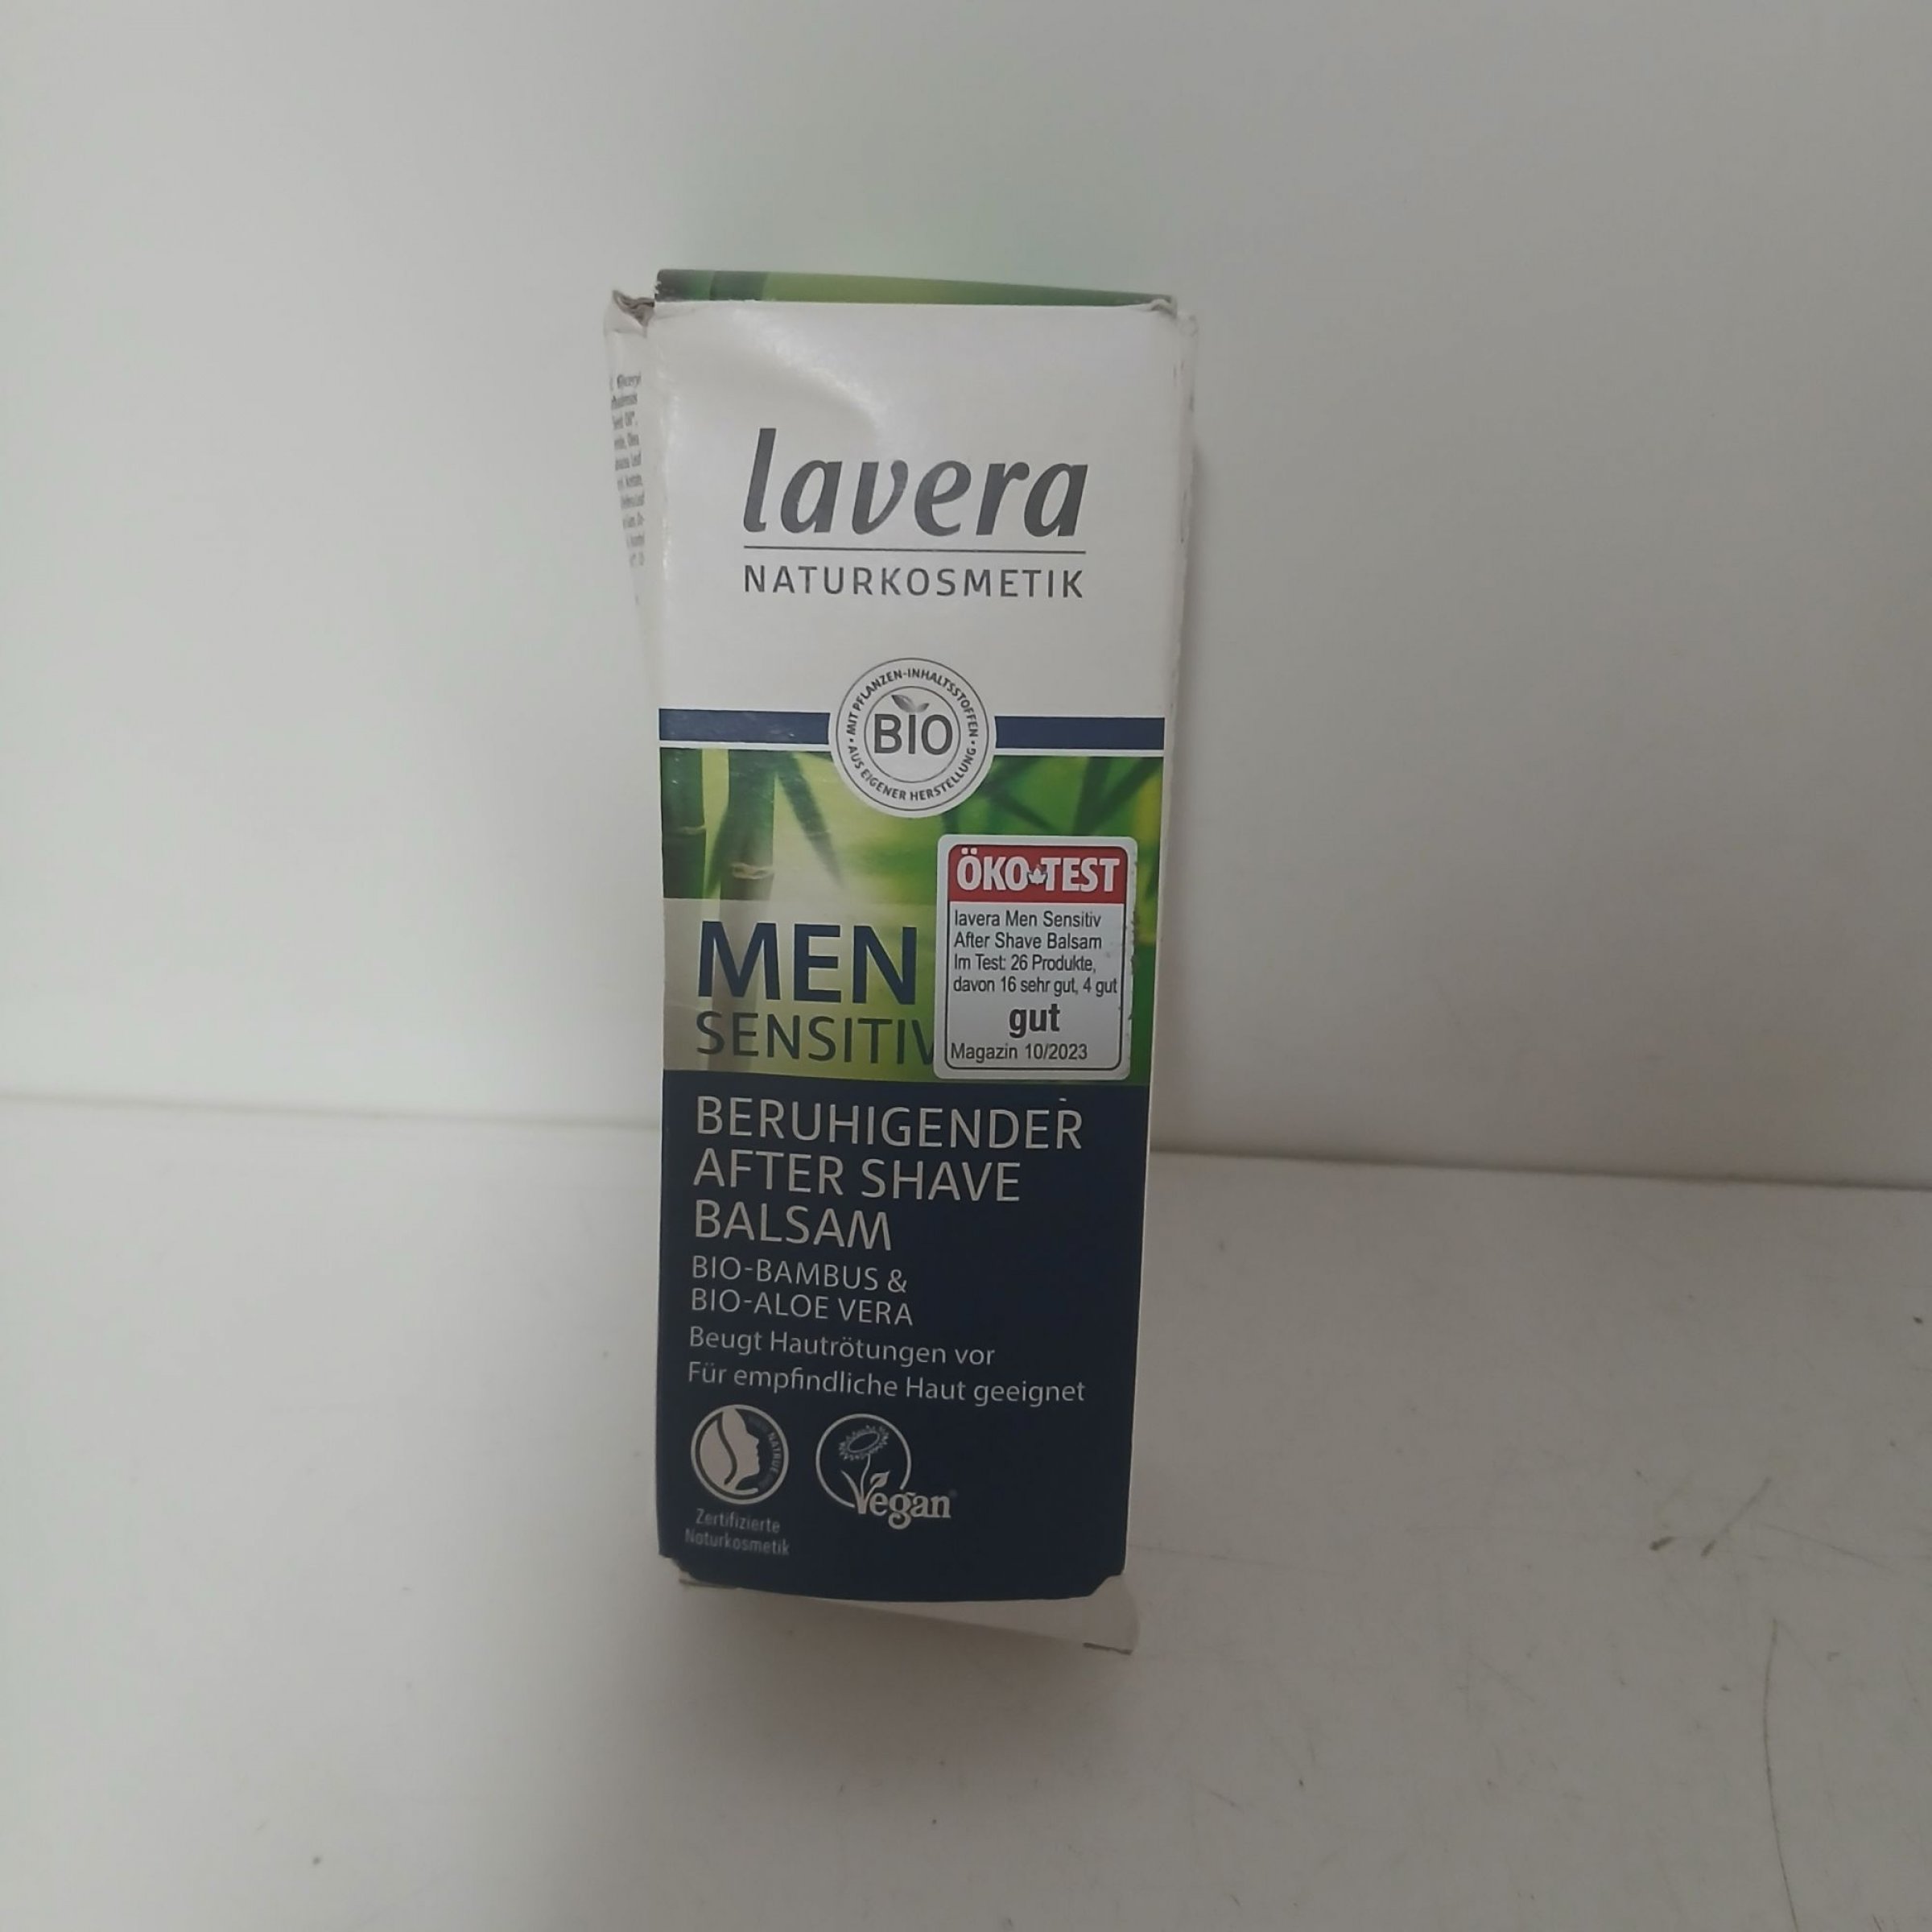 lavera
NATURKOSMETIK
MIT PFLANZEN-INHALTSSTOFFEN •
• AUS EIGENER HERSTELLUNG
BIO
ÖKO TEST
lavera Men Sensitiv
After Shave Balsam
Im Test: 26 Produkte,
davon 16 sehr gut, 4 gut
gut
Magazin 10/2023
MEN
SENSITIV
BERUHIGENDER
AFTER SHAVE
BALSAM
BIO-BAMBUS &
BIO-ALOE VERA
Beugt Hautrötungen vor
Für empfindliche Haut geeignet
NATRUE
Zertifizierte
Naturkosmetik
Vegan